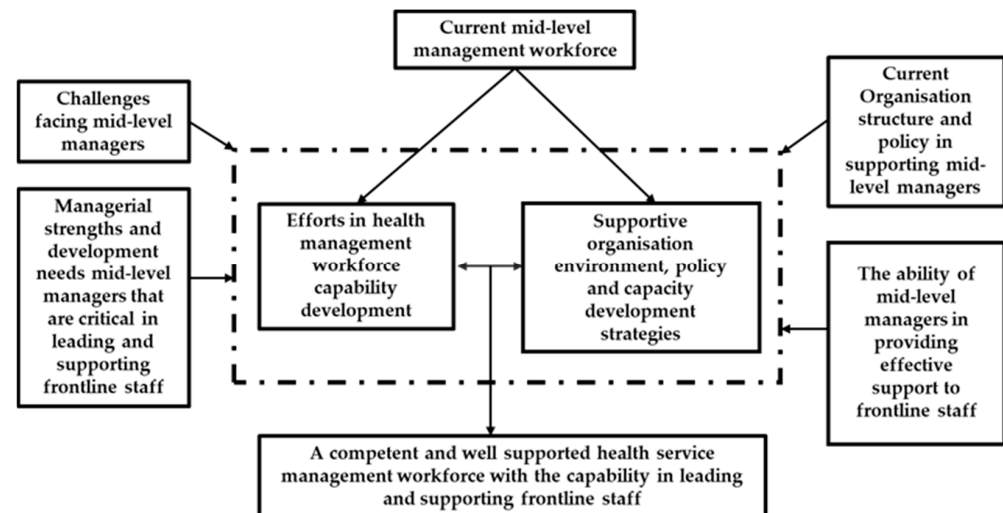 Current mid-level
management workforce
Challenges
facing mid-level
managers
Current
Organisation
structure and
policy in
supporting mid-
level managers
Managerial
strengths and
development
needs mid-level
managers that
are critical in
leading and
supporting
frontline staff
Efforts in health
management
workforce
capability
development
Supportive
organisation
environment, policy
and capacity
development
strategies
The ability of
mid-level
managers in
providing
effective
support to
frontline staff
A competent and well supported health service
management workforce with the capability in leading
and supporting frontline staff